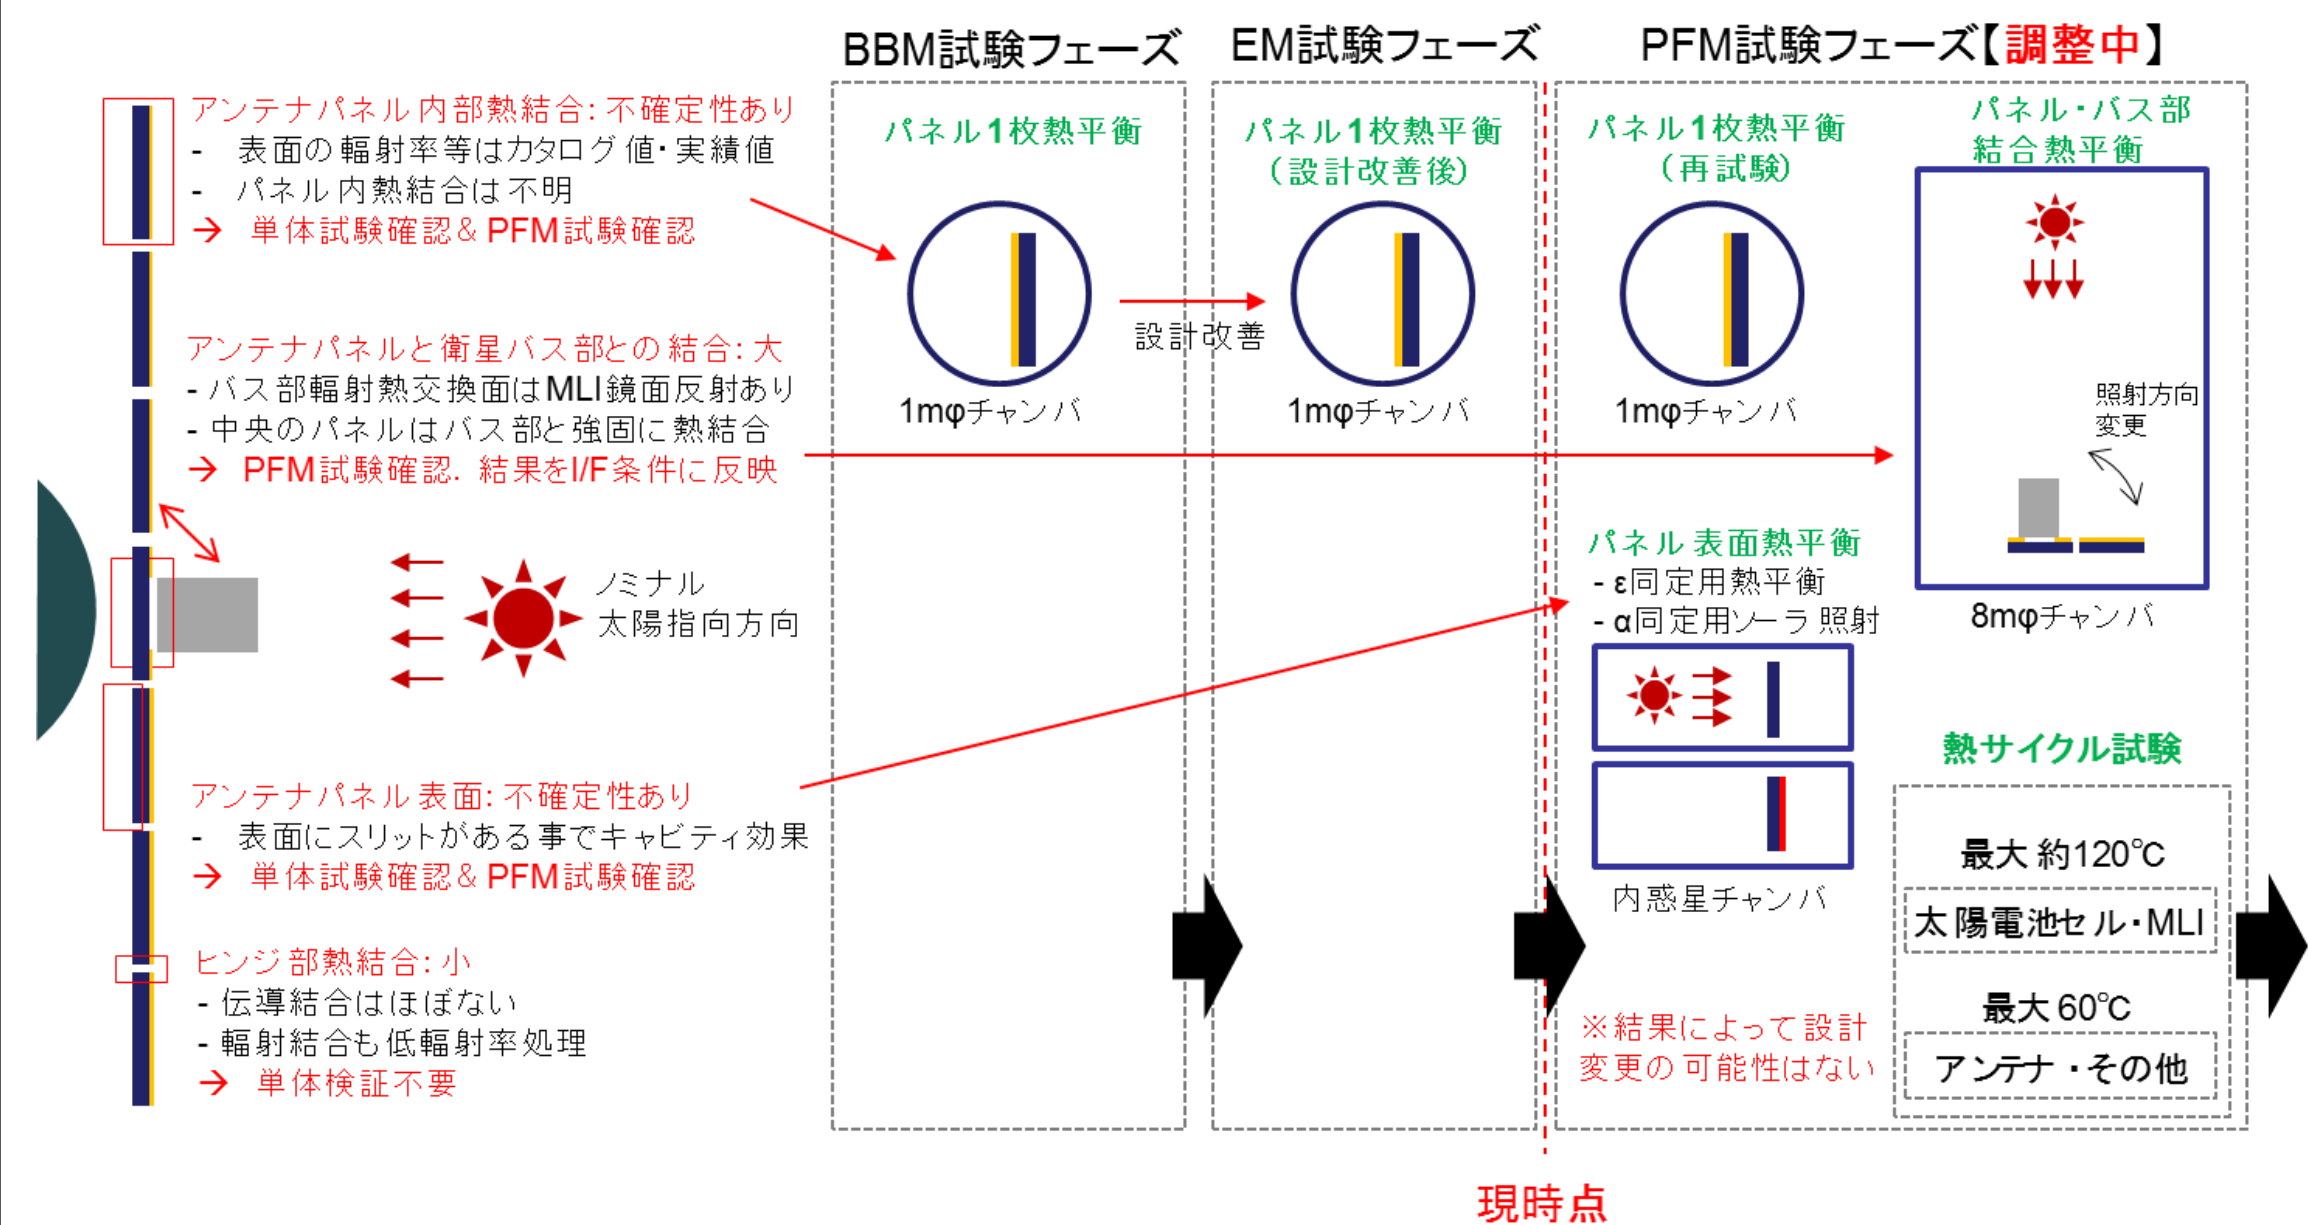 BBM試験フェーズ
EM試験フェーズ
PFM試験フェーズ【調整中】
アンテナパネル内部熱結合：不確定性あり
- 表面の輻射率等はカタログ値・実績値
- パネル内熱結合は不明
→ 単体試験確認＆PFM試験確認
アンテナパネルと衛星バス部との結合：大
- バス部輻射熱交換面はMLI鏡面反射あり
- 中央のパネルはバス部と強固に熱結合
→ PFM試験確認．結果をI/F条件に反映
ノミナル
太陽指向方向
アンテナパネル表面：不確定性あり
- 表面にスリットがある事でキャビティ効果
→ 単体試験確認＆PFM試験確認
ヒンジ部熱結合：小
- 伝導結合はほぼない
- 輻射結合も低輻射率処理
→ 単体検証不要
パネル1枚熱平衡
1mφチャンバ
設計改善
パネル1枚熱平衡
（設計改善後）
1mφチャンバ
パネル1枚熱平衡
（再試験）
1mφチャンバ
パネル・バス部
結合熱平衡
照射方向
変更
8mφチャンバ
パネル表面熱平衡
- ε同定用熱平衡
- α同定用ソーラ照射
内惑星チャンバ
※結果によって設計
変更の可能性はない
熱サイクル試験
最大 約120℃
太陽電池セル・MLI
最大 60℃
アンテナ・その他
現時点